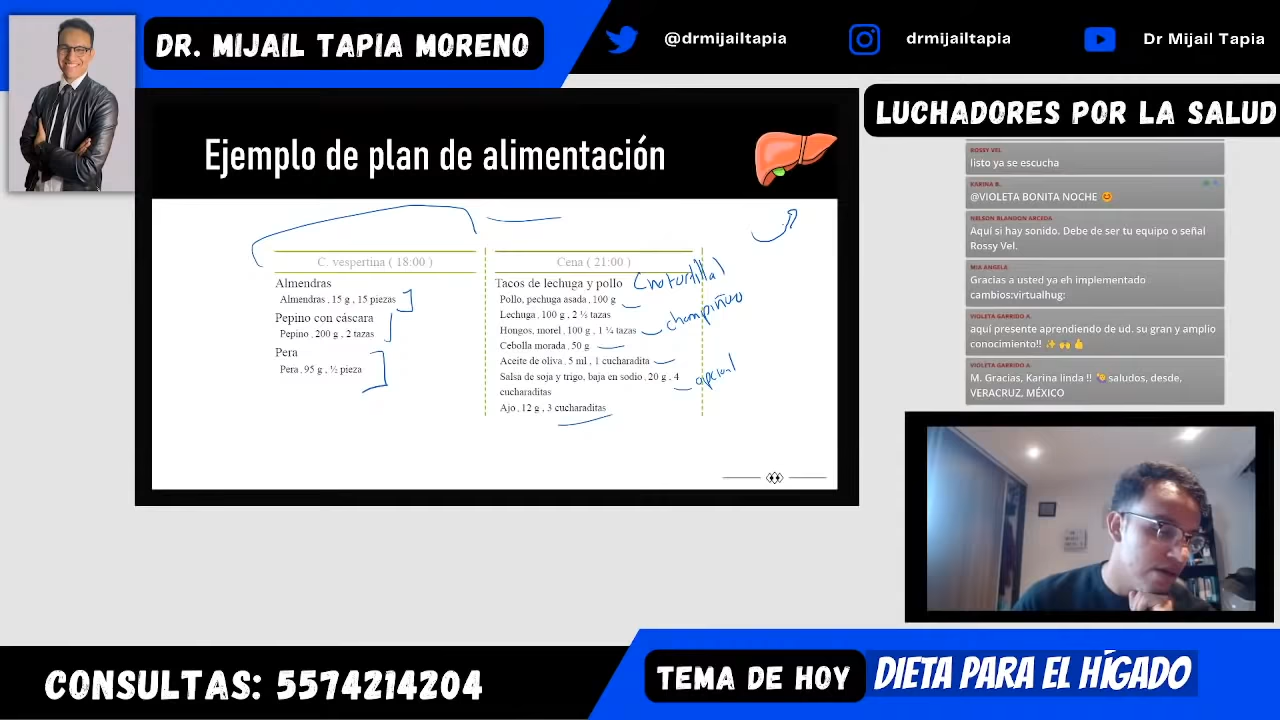 DR. MIJAIL TAPIA MORENO
@drmijailtapia
drmijailtapia
Dr Mijail Tapia
LUCHADORES POR LA SALUD
Ejemplo de plan de alimentación
C. vespertina ( 18:00 )
Almendras
Almendras , 15 g , 15 piezas
Pepino con cáscara
Pepino , 200 g , 2 tazas
Pera
Pera , 95 g , ½ pieza
Cena ( 21:00 )
Tacos de lechuga y pollo (no tortilla)
Pollo, pechuga asada , 100 g
Lechuga , 100 g , 2 ½ tazas
Hongos, morel , 100 g , 1 ¼ tazas
Cebolla morada , 50 g
Aceite de oliva , 5 ml , 1 cucharadita
Salsa de soja y trigo, baja en sodio , 20 g , 4
cucharaditas
opcional
Ajo , 12 g , 3 cucharaditas
ROSSY VEL.
listo ya se escucha
KARINA B.
@VIOLETA BONITA NOCHE 😊
NELSON BLANDON ARCEDA
Aquí si hay sonido. Debe de ser tu equipo o señal
Rossy Vel.
MIA ANGELA
Gracias a usted ya eh implementado
cambios:virtualhug:
VIOLETA GARRIDO A.
aquí presente aprendiendo de ud. su gran y amplio
conocimiento!! ✨🙌👍
VIOLETA GARRIDO A.
M. Gracias, Karina linda !! 🙋saludos, desde,
VERACRUZ, MÉXICO
CONSULTAS: 5574214204
TEMA DE HOY
DIETA PARA EL HÍGADO